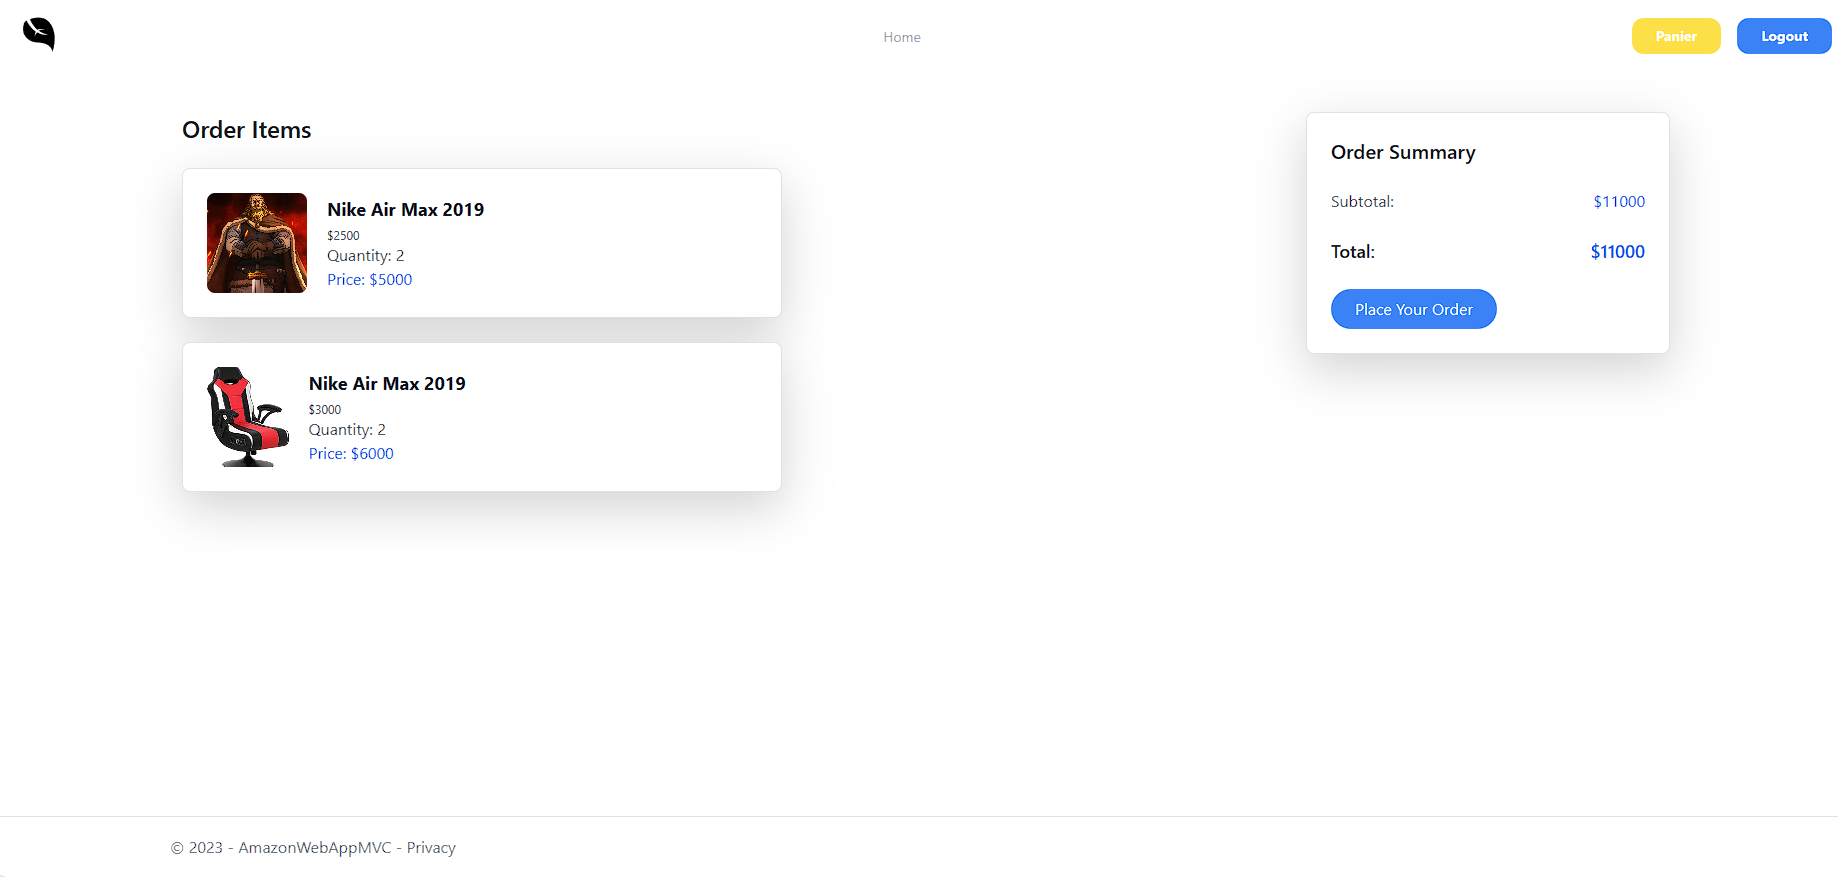 Home
Panier
Logout
Order Items
Nike Air Max 2019
$2500
Quantity: 2
Price: $5000
Nike Air Max 2019
$3000
Quantity: 2
Price: $6000
Order Summary
Subtotal: $11000
Total: $11000
Place Your Order
© 2023 - AmazonWebAppMVC - Privacy